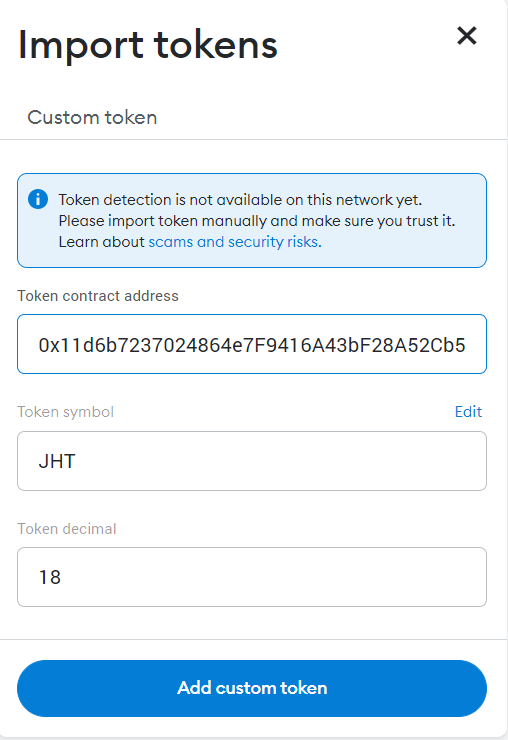 Import tokens
Custom token
Token detection is not available on this network yet.
Please import token manually and make sure you trust it.
Learn about scams and security risks.
Token contract address
0x11d6b7237024864e7F9416A43bF28A52Cb5
Token symbol
Edit
JHT
Token decimal
18
Add custom token